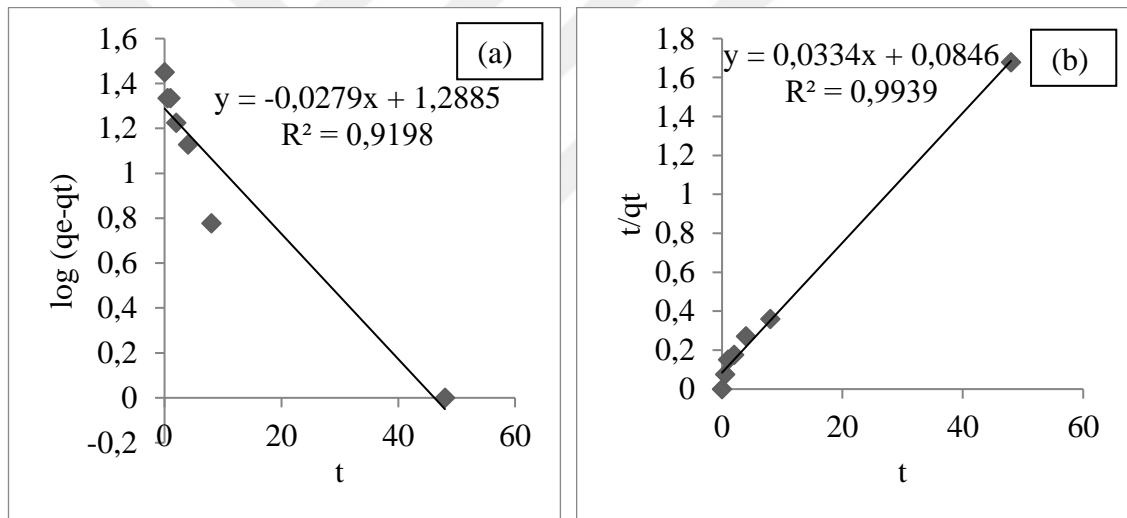 (a)
y = -0,0279x + 1,2885
R² = 0,9198
1,6
1,4
1,2
1
0,8
0,6
0,4
0,2
0
-0,2
log (qe-qt)
0
20
40
60
t
(b)
y = 0,0334x + 0,0846
R² = 0,9939
1,8
1,6
1,4
1,2
1
0,8
0,6
0,4
0,2
0
t/qt
0
20
40
60
t